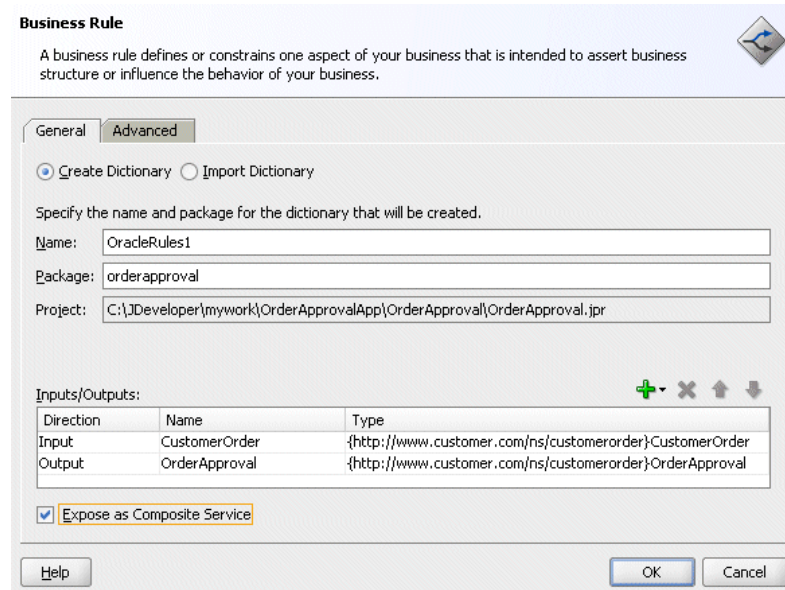 Business Rule
A business rule defines or constrains one aspect of your business that is intended to assert business
structure or influence the behavior of your business.
General Advanced
Create Dictionary Import Dictionary
Specify the name and package for the dictionary that will be created.
Name: OracleRules1
Package: orderapproval
Project: C:\JDeveloper\mywork\OrderApprovalApp\OrderApproval\OrderApproval.jpr
Inputs/Outputs:
Direction Name Type
Input CustomerOrder {http://www.customer.com/ns/customerorder}CustomerOrder
Output OrderApproval {http://www.customer.com/ns/customerorder}OrderApproval
Expose as Composite Service
Help OK Cancel